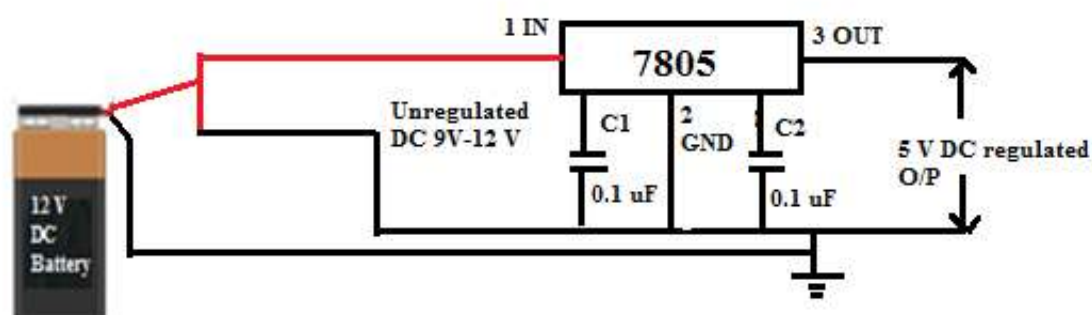 1 IN
7805
3 OUT
Unregulated
DC 9V-12 V
C1
2
GND
C2
0.1 uF
0.1 uF
5 V DC regulated
O/P
12 V
DC
Battery